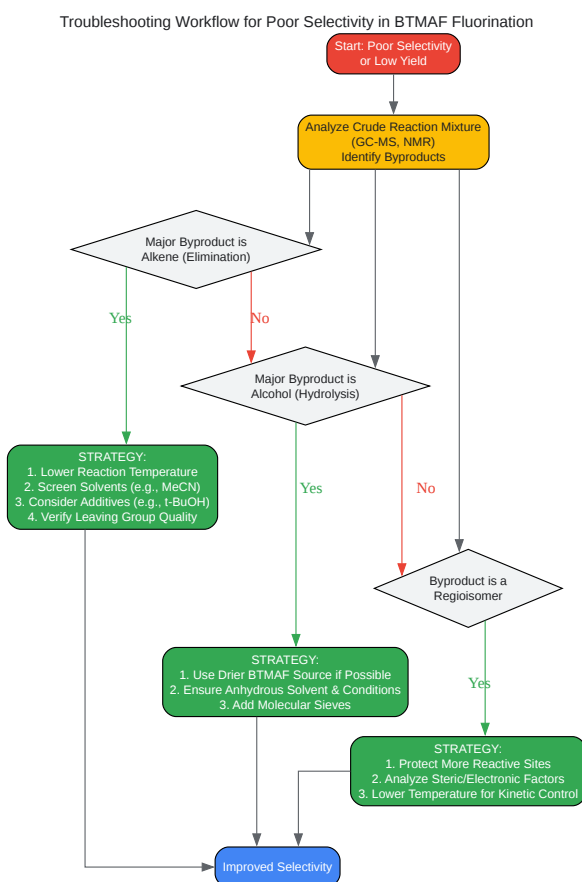 Troubleshooting Workflow for Poor Selectivity in BTMAF Fluorination
Start: Poor Selectivity
or Low Yield
Analyze Crude Reaction Mixture
(GC-MS, NMR)
Identify Byproducts
Major Byproduct is
Alkene (Elimination)
Yes
No
Major Byproduct is
Alcohol (Hydrolysis)
STRATEGY:
1. Lower Reaction Temperature
2. Screen Solvents (e.g., MeCN)
3. Consider Additives (e.g., t-BuOH)
4. Verify Leaving Group Quality
Yes
No
Byproduct is a
Regioisomer
STRATEGY:
1. Use Drier BTMAF Source if Possible
2. Ensure Anhydrous Solvent & Conditions
3. Add Molecular Sieves
Yes
STRATEGY:
1. Protect More Reactive Sites
2. Analyze Steric/Electronic Factors
3. Lower Temperature for Kinetic Control
Improved Selectivity